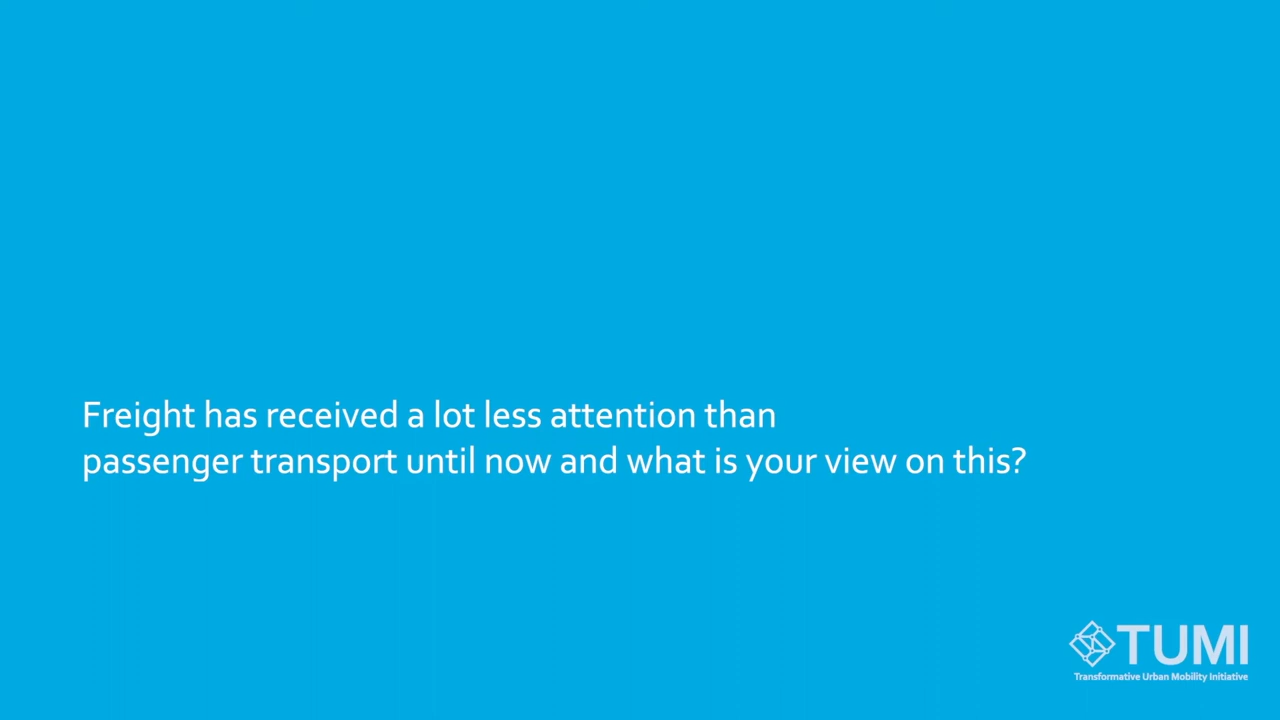 Freight has received a lot less attention than
passenger transport until now and what is your view on this?
TUMI
Transformative Urban Mobility Initiative